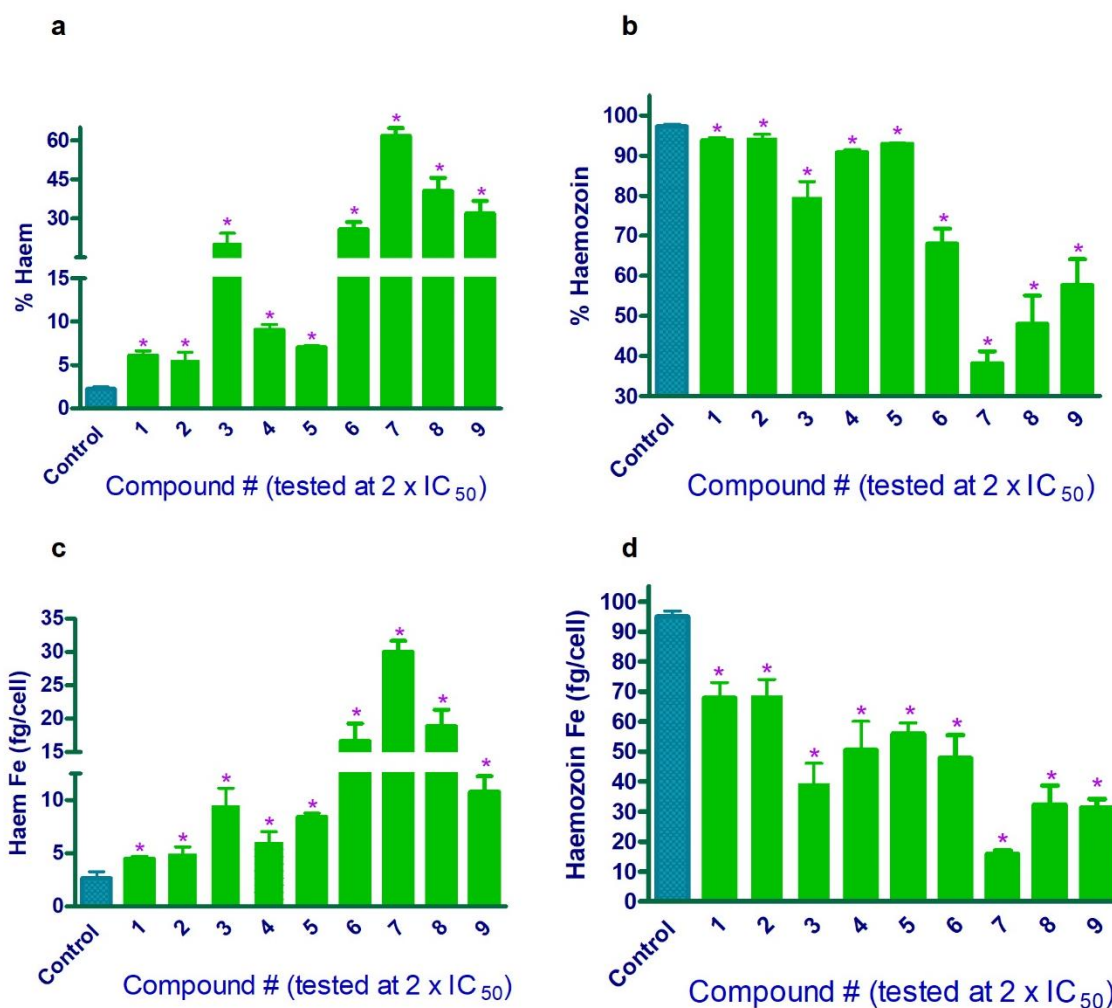 a
% Haem
60
45
30
15
10
5
0
* * * * * * * * *
Control 1 2 3 4 5 6 7 8 9
Compound # (tested at 2 x IC50)
b
% Haemozoin
100
90
80
70
60
50
40
30
* * * * * * * * *
Control 1 2 3 4 5 6 7 8 9
Compound # (tested at 2 x IC50)
c
Haem Fe (fg/cell)
35
30
25
20
15
10
5
0
* * * * * * * * *
Control 1 2 3 4 5 6 7 8 9
Compound # (tested at 2 x IC50)
d
Haemozoin Fe (fg/cell)
100
90
80
70
60
50
40
30
20
10
0
* * * * * * * * *
Control 1 2 3 4 5 6 7 8 9
Compound # (tested at 2 x IC50)